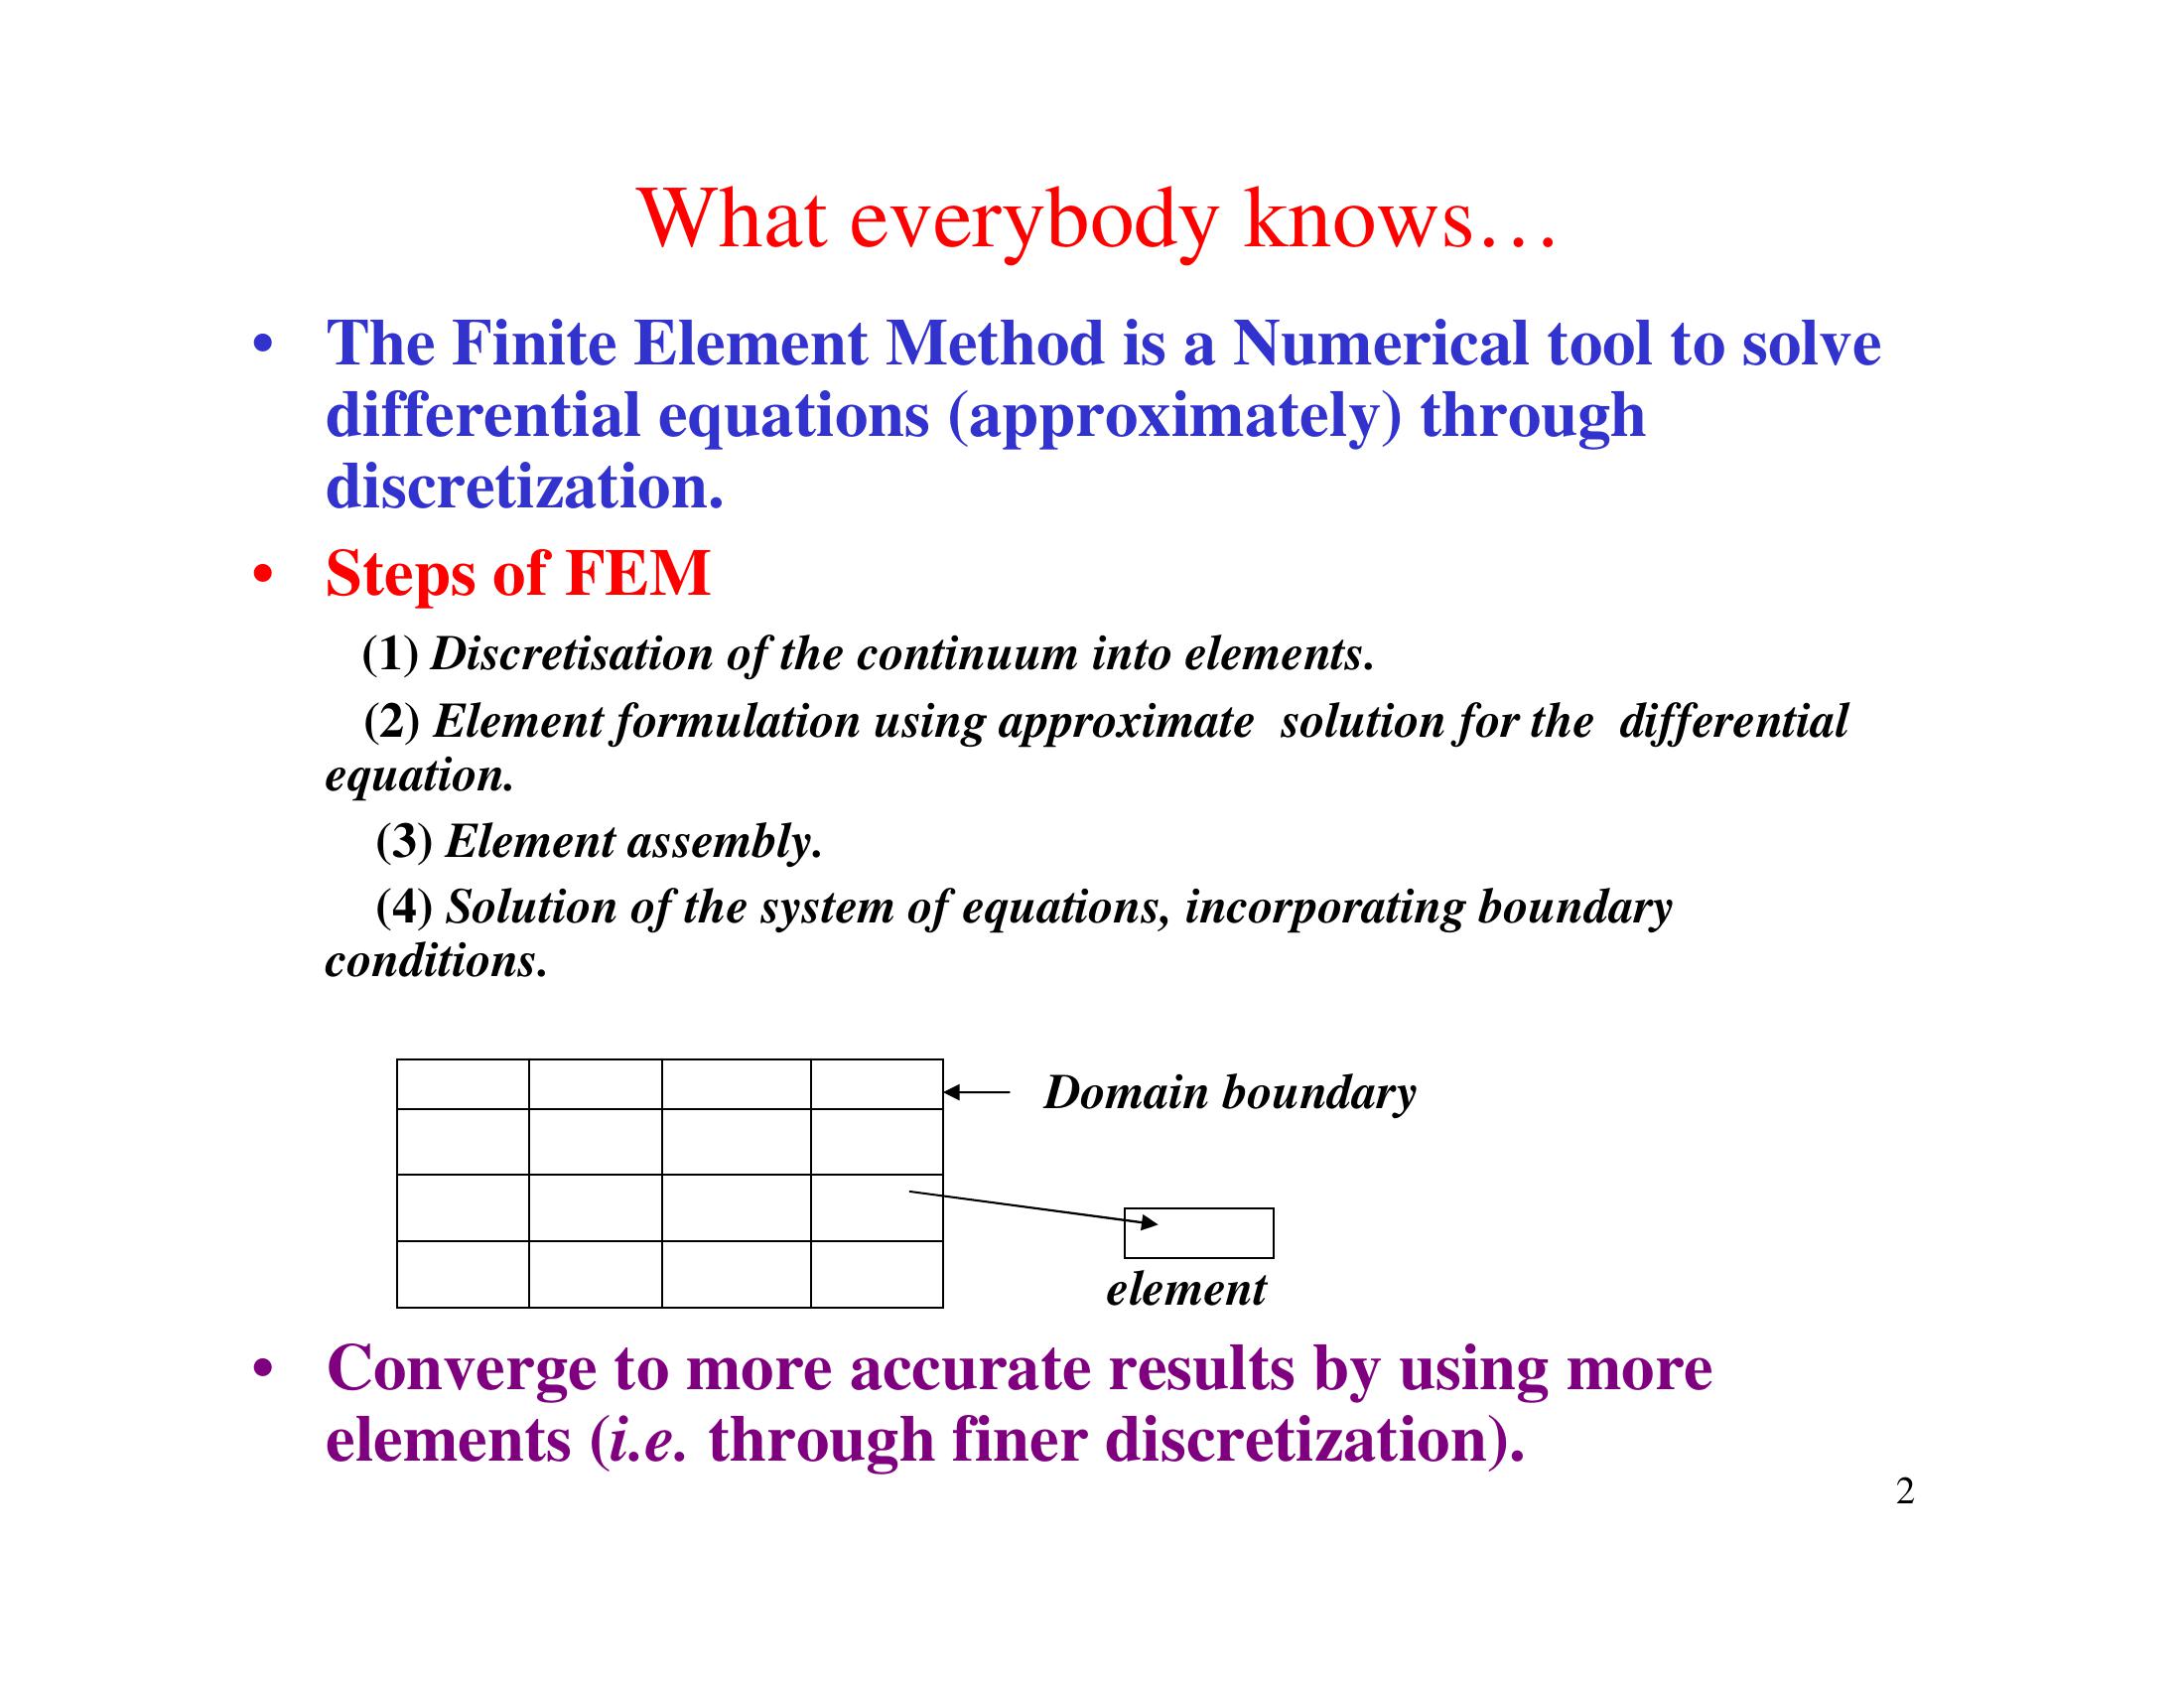 What everybody knows…
• The Finite Element Method is a Numerical tool to solve
differential equations (approximately) through
discretization.
• Steps of FEM
(1) Discretisation of the continuum into elements.
(2) Element formulation using approximate solution for the differential
equation.
(3) Element assembly.
(4) Solution of the system of equations, incorporating boundary
conditions.
Domain boundary
element
• Converge to more accurate results by using more
elements (i.e. through finer discretization).
2